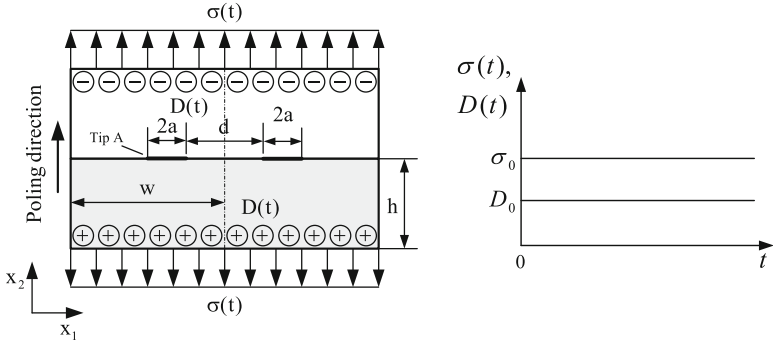 σ(t)
− − − − − − − − − − − −
D(t)
2a
d
2a
Tip A
Poling direction
w
D(t)
h
+ + + + + + + + + + + +
σ(t)
x₂
x₁
σ(t),
D(t)
σ₀
D₀
0
t